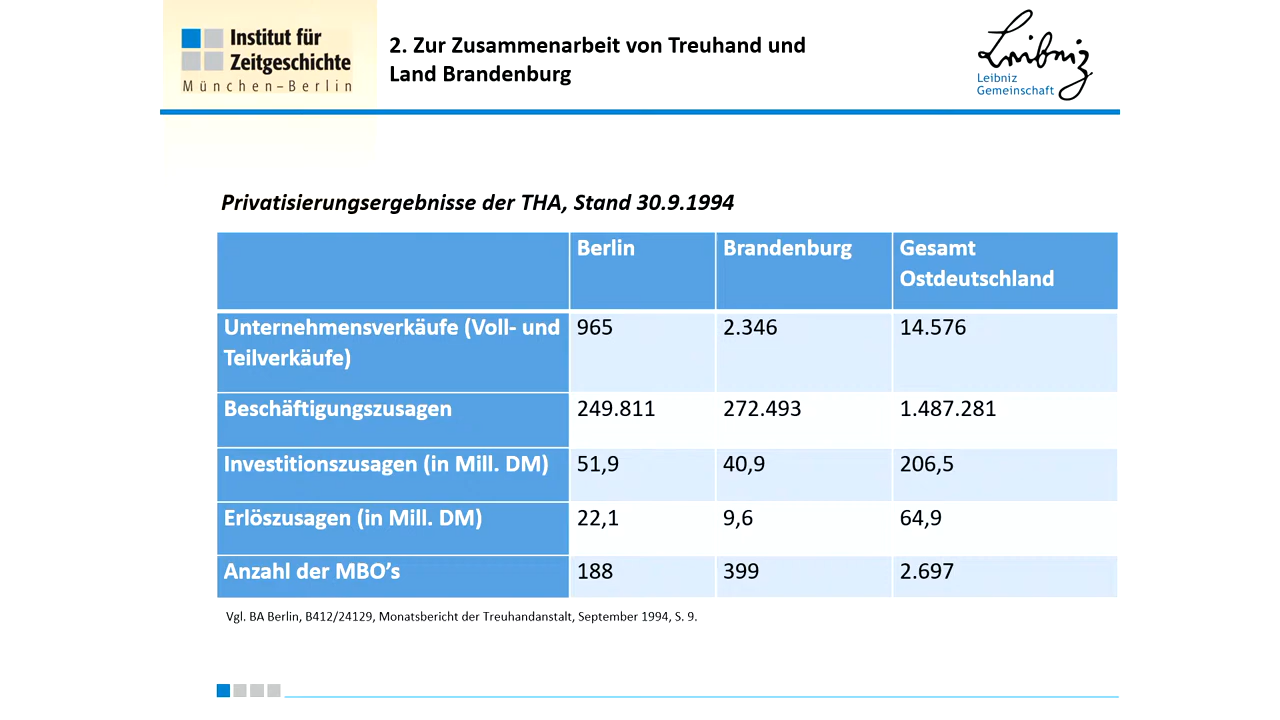 Institut für
Zeitgeschichte
München–Berlin
2. Zur Zusammenarbeit von Treuhand und
Land Brandenburg
Leibniz
Leibniz
Gemeinschaft
Privatisierungsergebnisse der THA, Stand 30.9.1994
Berlin Brandenburg Gesamt
Ostdeutschland
Unternehmensverkäufe (Voll- und 965 2.346 14.576
Teilverkäufe)
Beschäftigungszusagen 249.811 272.493 1.487.281
Investitionszusagen (in Mill. DM) 51,9 40,9 206,5
Erlöszusagen (in Mill. DM) 22,1 9,6 64,9
Anzahl der MBO’s 188 399 2.697
Vgl. BA Berlin, B412/24129, Monatsbericht der Treuhandanstalt, September 1994, S. 9.